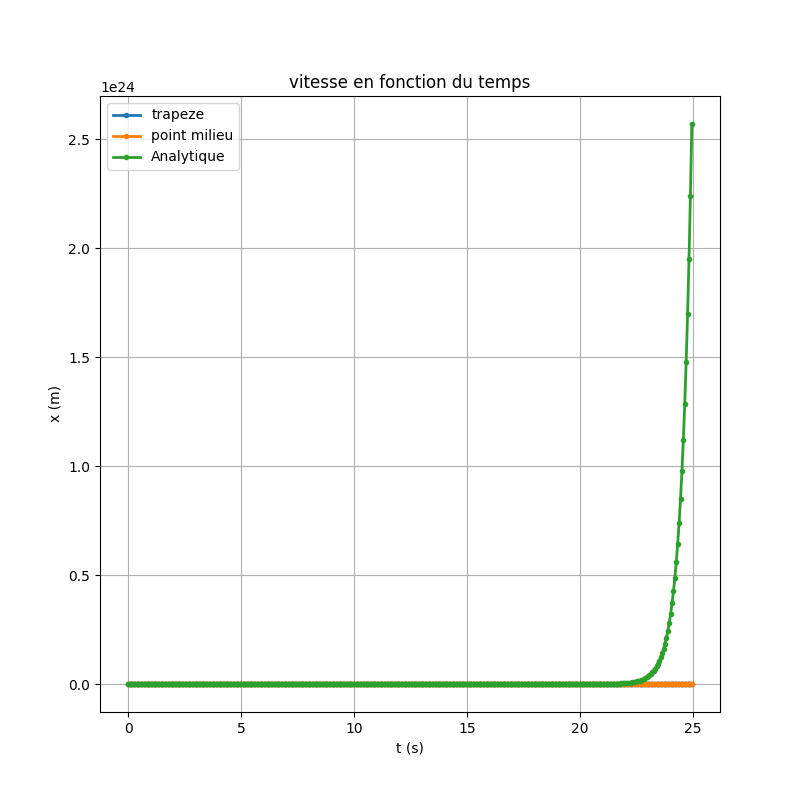 vitesse en fonction du temps
1e24
trapeze
point milieu
Analytique
2.5
2.0
1.5
1.0
0.5
0.0
x (m)
0 5 10 15 20 25
t (s)